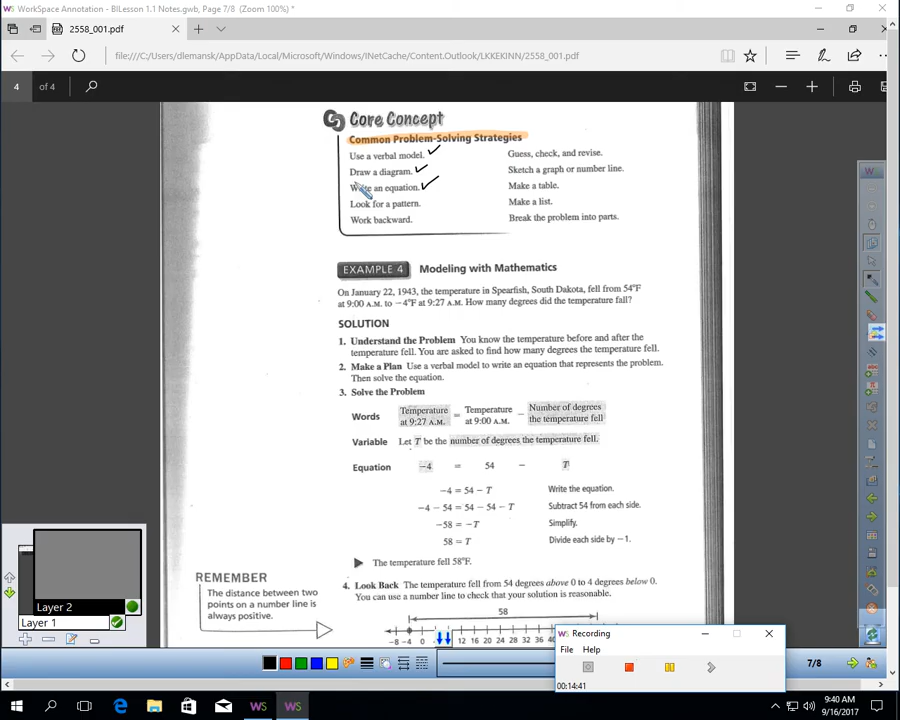 WorkSpace Annotation - BILesson 1.1 Notes.gwb, Page 7/8 (Zoom 100%) *
2558_001.pdf
file:///C:/Users/dlemansk/AppData/Local/Microsoft/Windows/INetCache/Content.Outlook/LKKEKINN/2558_001.pdf
4 of 4
Core Concept
Common Problem-Solving Strategies
Use a verbal model. Guess, check, and revise.
Draw a diagram. Sketch a graph or number line.
Write an equation. Make a table.
Look for a pattern. Make a list.
Work backward. Break the problem into parts.
EXAMPLE 4 Modeling with Mathematics
On January 22, 1943, the temperature in Spearfish, South Dakota, fell from 54°F
at 9:00 A.M. to −4°F at 9:27 A.M. How many degrees did the temperature fall?
SOLUTION
1. Understand the Problem You know the temperature before and after the
temperature fell. You are asked to find how many degrees the temperature fell.
2. Make a Plan Use a verbal model to write an equation that represents the problem.
Then solve the equation.
3. Solve the Problem
Words Temperature at 9:27 A.M. = Temperature at 9:00 A.M. − Number of degrees the temperature fell
Variable Let T be the number of degrees the temperature fell.
Equation −4 = 54 − T
−4 = 54 − T Write the equation.
−4 − 54 = 54 − 54 − T Subtract 54 from each side.
−58 = −T Simplify.
58 = T Divide each side by −1.
The temperature fell 58°F.
REMEMBER
The distance between two
points on a number line is
always positive.
4. Look Back The temperature fell from 54 degrees above 0 to 4 degrees below 0.
You can use a number line to check that your solution is reasonable.
58
−8 −4 0 12 16 20 24 28 32 36 40
Layer 2
Layer 1
Recording
File Help
00:14:41
7/8
9:40 AM
9/16/2017